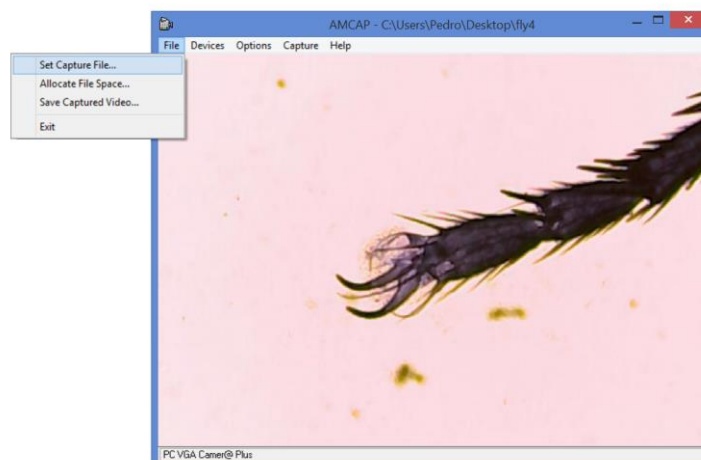 AMCAP - C:\Users\Pedro\Desktop\fly4
File Devices Options Capture Help
Set Capture File...
Allocate File Space...
Save Captured Video...
Exit
PC VGA Camer@ Plus